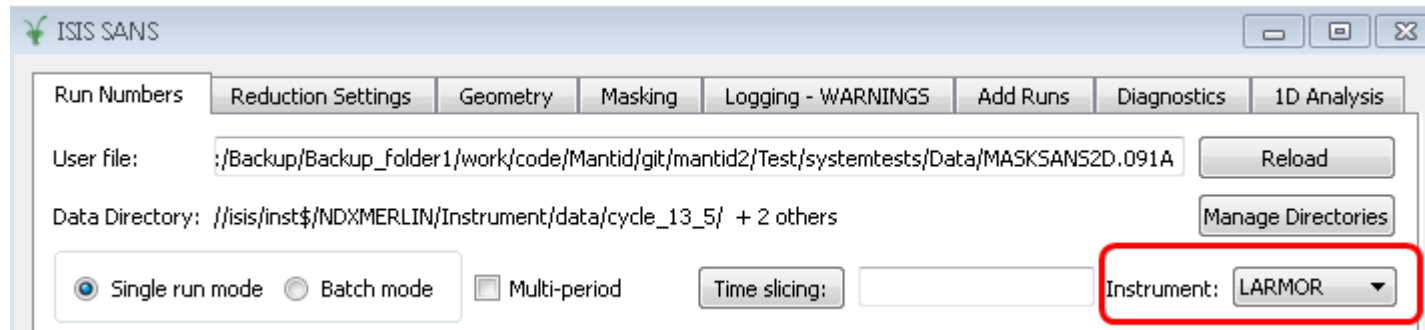 ISIS SANS
Run Numbers Reduction Settings Geometry Masking Logging - WARNINGS Add Runs Diagnostics 1D Analysis
User file: :/Backup/Backup_folder1/work/code/Mantid/git/mantid2/Test/systemtests/Data/MASKSANS2D.091A Reload
Data Directory: //isis/inst$/NDXMERLIN/Instrument/data/cycle_13_5/ + 2 others Manage Directories
Single run mode Batch mode Multi-period Time slicing: Instrument: LARMOR